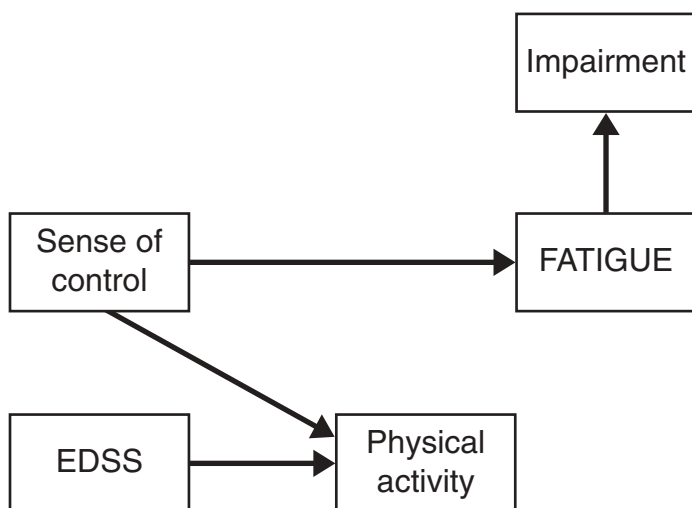 Impairment
Sense of
control
FATIGUE
EDSS
Physical
activity